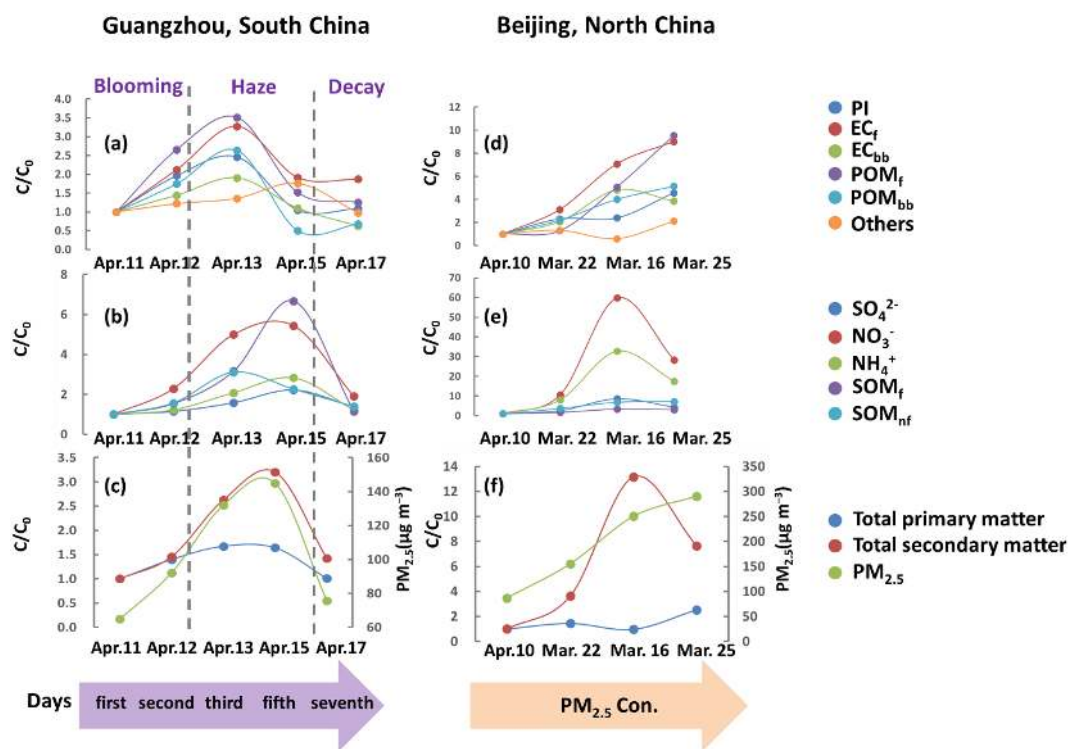 Guangzhou, South China
Beijing, North China
Blooming Haze Decay
(a)
C/C0
4.0
3.5
3.0
2.5
2.0
1.5
1.0
0.5
0.0
Apr.11 Apr.12 Apr.13 Apr.15 Apr.17
(d)
C/C0
12
10
8
6
4
2
0
Apr.10 Mar. 22 Mar. 16 Mar. 25
PI
ECf
ECbb
POMf
POMbb
Others
(b)
C/C0
8
6
4
2
0
Apr.11 Apr.12 Apr.13 Apr.15 Apr.17
(e)
C/C0
70
60
50
40
30
20
10
0
Apr.10 Mar. 22 Mar. 16 Mar. 25
SO4 2-
NO3 -
NH4 +
SOMf
SOMnf
(c)
C/C0
3.5
3.0
2.5
2.0
1.5
1.0
0.5
0.0
160
140
120
100
80
60
PM2.5(μg m−3)
Apr.11 Apr.12 Apr.13 Apr.15 Apr.17
(f)
C/C0
14
12
10
8
6
4
2
0
350
300
250
200
150
100
50
0
PM2.5(μg m−3)
Apr.10 Mar. 22 Mar. 16 Mar. 25
Total primary matter
Total secondary matter
PM2.5
Days first second third fifth seventh
PM2.5 Con.